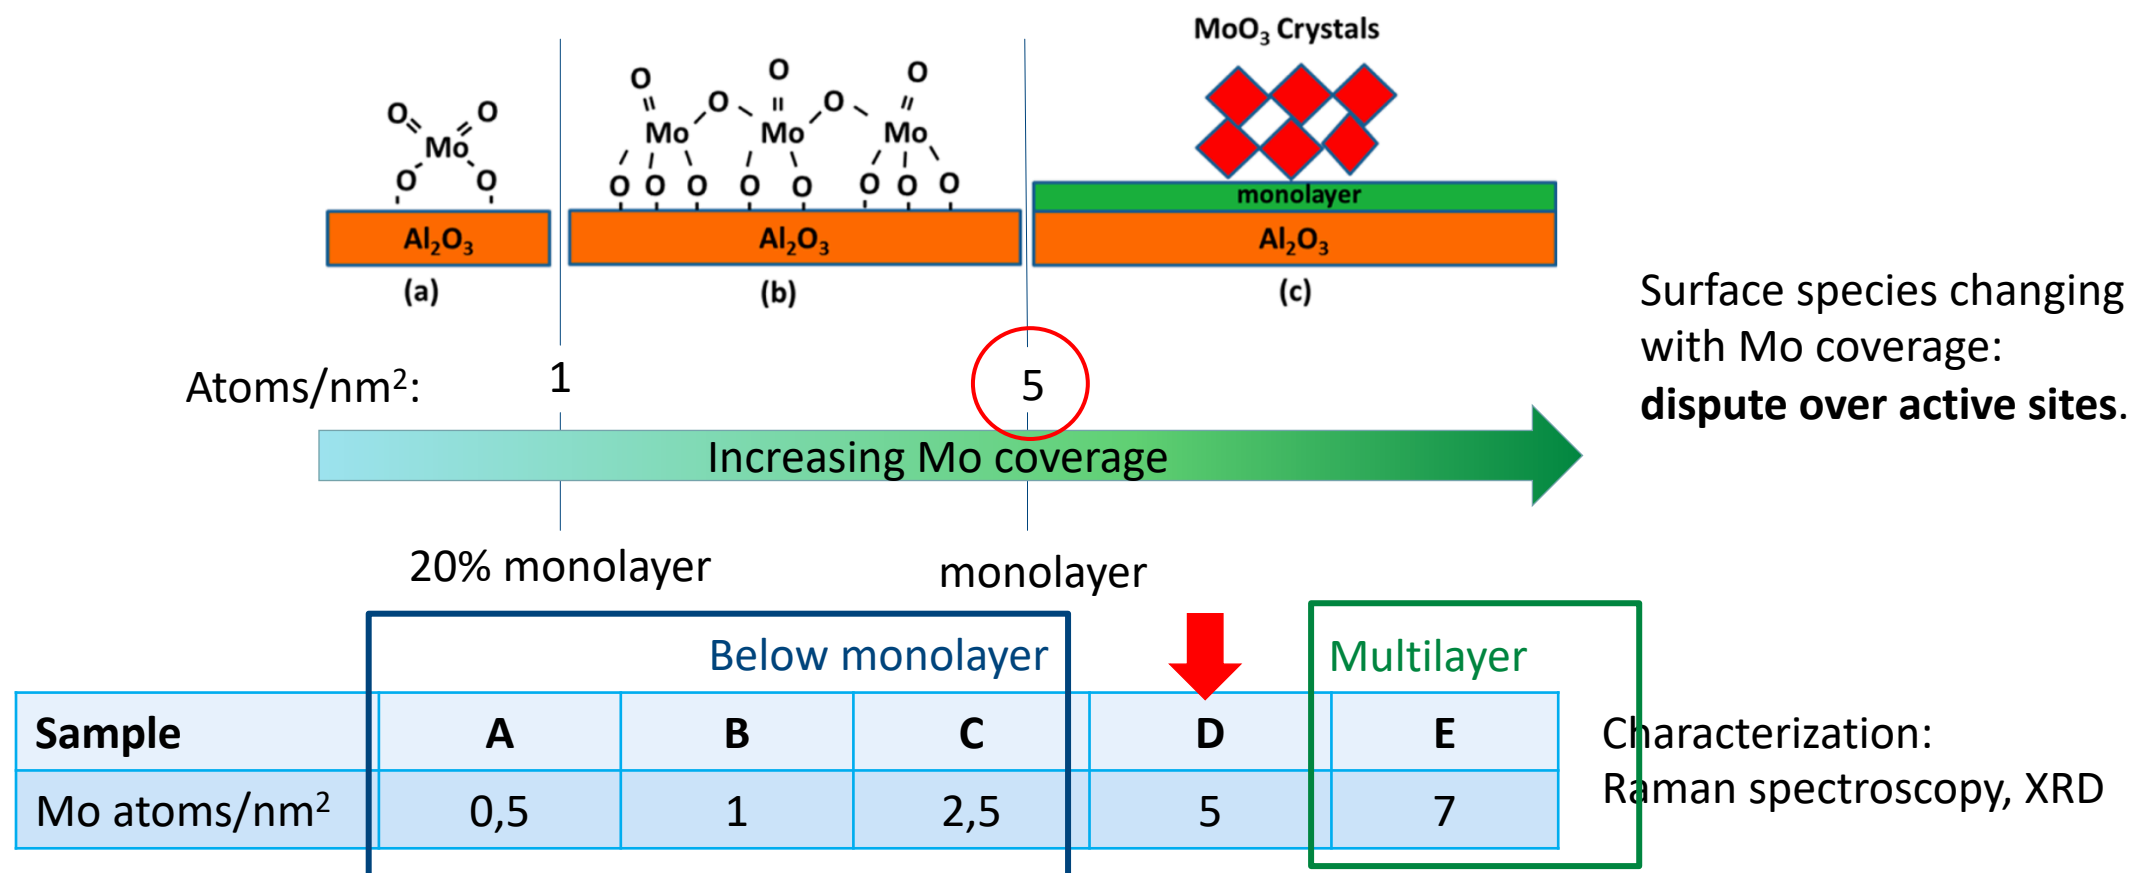 MoO₃ Crystals
O O O
O O O O
Mo Mo Mo Mo
O O O O O O O O O O
monolayer
Al₂O₃ Al₂O₃ Al₂O₃
(a) (b) (c)
Surface species changing
with Mo coverage:
dispute over active sites.
Atoms/nm²: 1 5
Increasing Mo coverage
20% monolayer monolayer
Below monolayer Multilayer
Sample A B C D E
Mo atoms/nm² 0,5 1 2,5 5 7
Characterization:
Raman spectroscopy, XRD